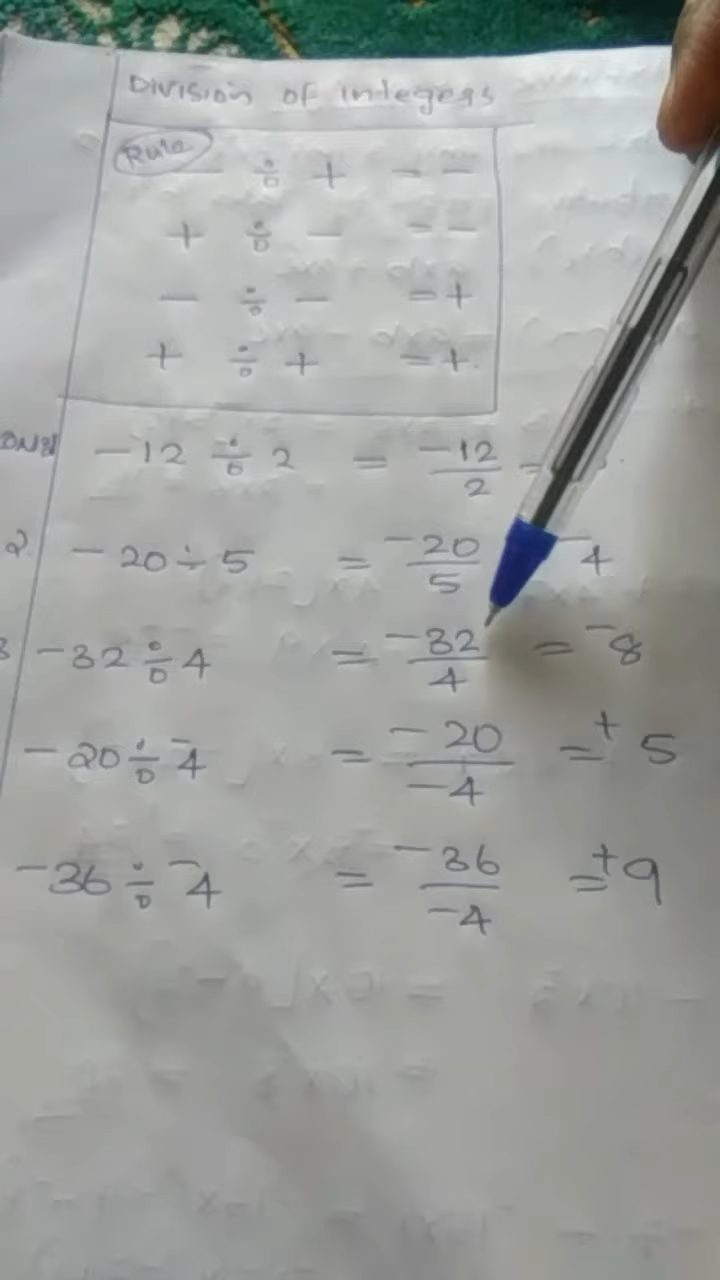 Division of integers
Rule
- ÷ + = -
+ ÷ - = -
- ÷ - = +
+ ÷ + = +
-12 ÷ 2 = -12/2 =
2. -20 ÷ 5 = -20/5 -4
3 -32 ÷ 4 = -32/4 = -8
-20 ÷ -4 = -20/-4 = +5
-36 ÷ -4 = -36/-4 = +9